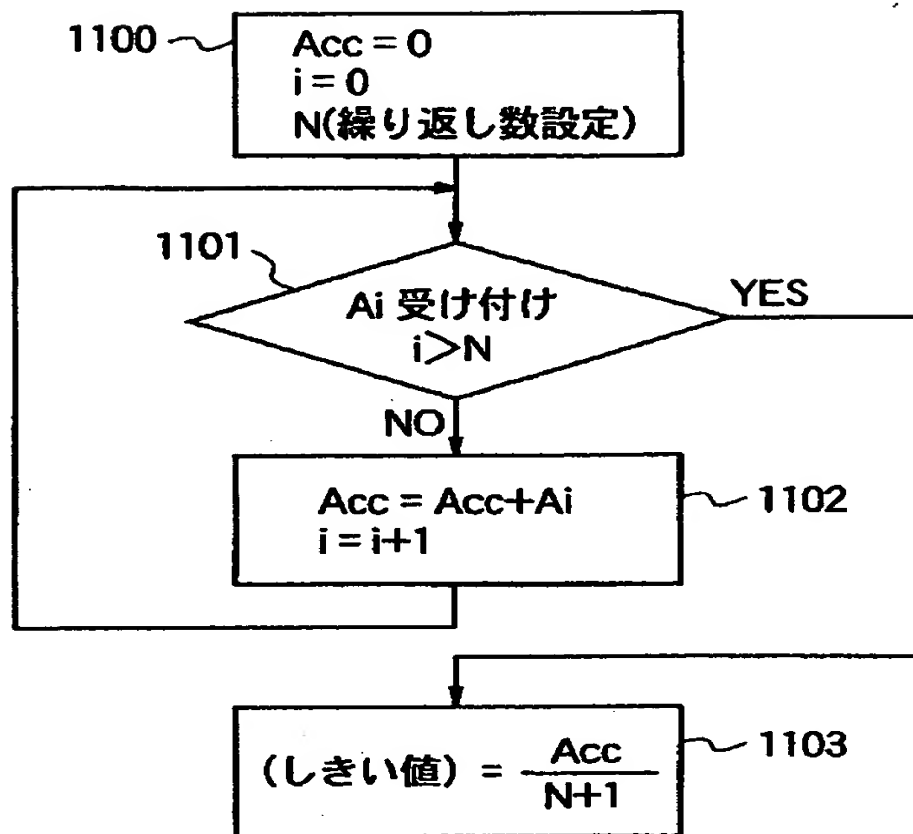 1100
Acc = 0
i = 0
N(繰り返し数設定)
1101
Ai 受け付け
i>N
YES
NO
Acc = Acc+Ai
i = i+1
1102
(しきい値) = Acc
N+1
1103